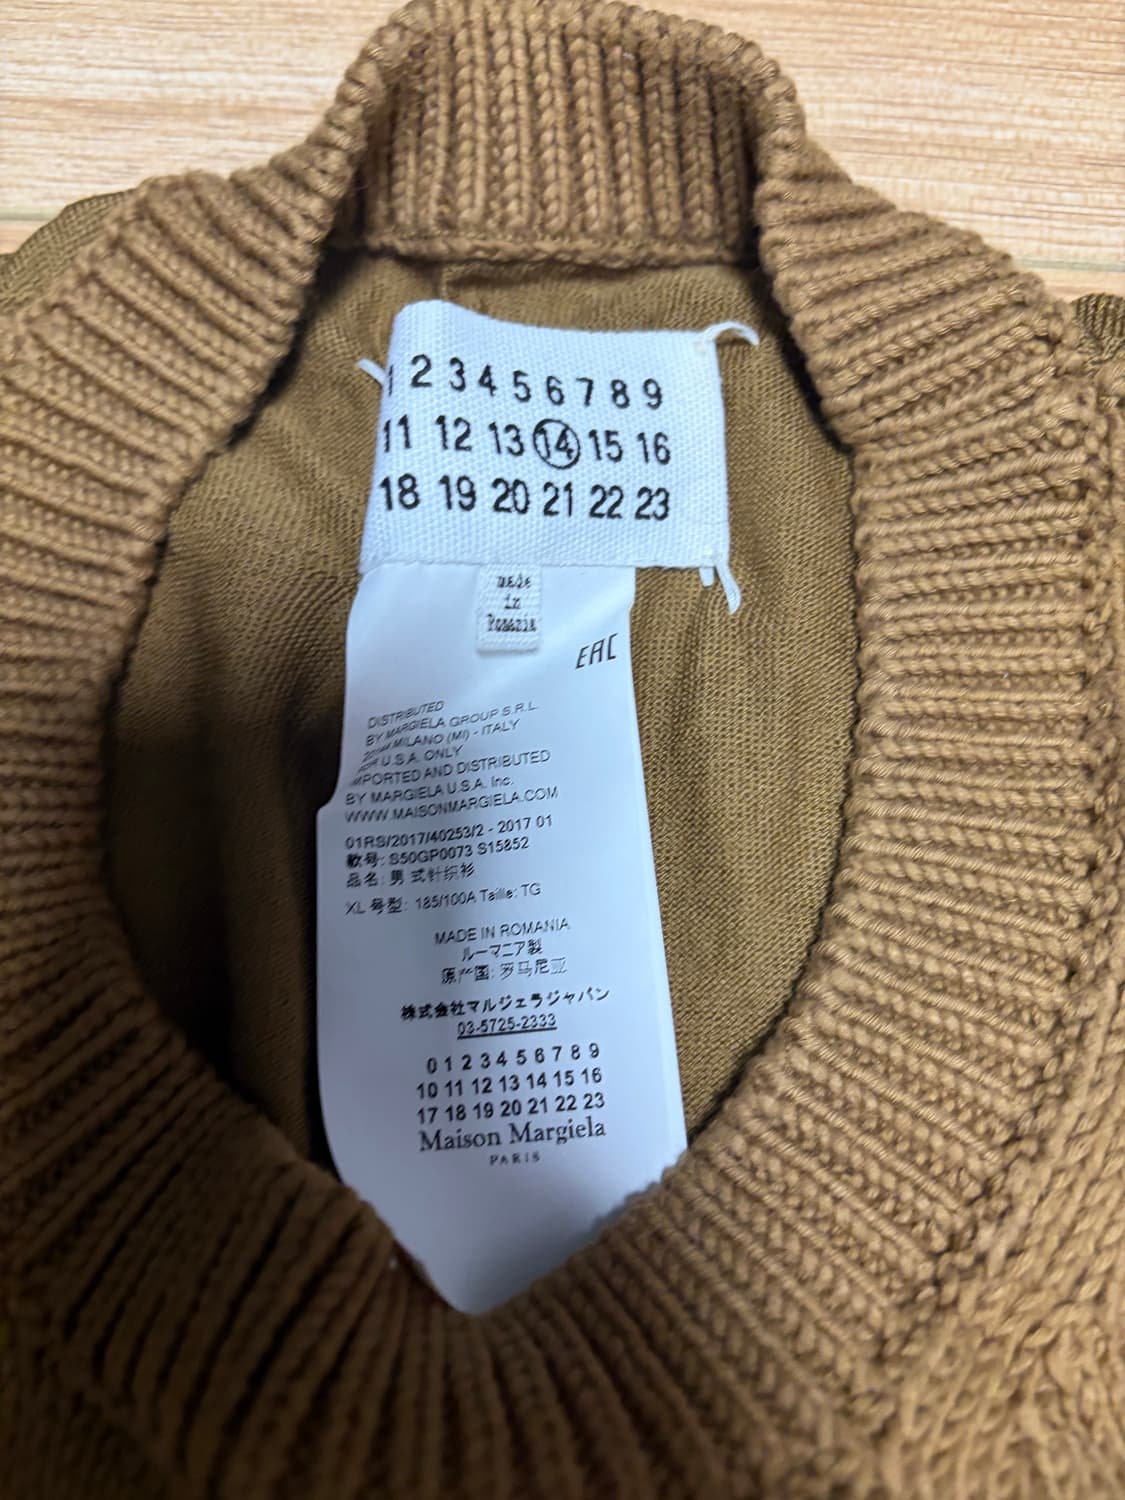 2 3 4 5 6 7 8 9
11 12 13 14 15 16
18 19 20 21 22 23
made
in
Romania
EAC
DISTRIBUTED
BY MARGIELA GROUP S.R.L.
MILANO (MI) - ITALY
FOR U.S.A. ONLY
IMPORTED AND DISTRIBUTED
BY MARGIELA U.S.A. Inc.
WWW.MAISONMARGIELA.COM
01RS/2017/40253/2 - 2017 01
款号: S50GP0073 S15852
品名: 男 式针织衫
XL 号型: 185/100A Taille: TG
MADE IN ROMANIA
ルーマニア製
原产国: 罗马尼亚
株式会社マルジェラジャパン
03-5725-2333
0 1 2 3 4 5 6 7 8 9
10 11 12 13 14 15 16
17 18 19 20 21 22 23
Maison Margiela
PARIS